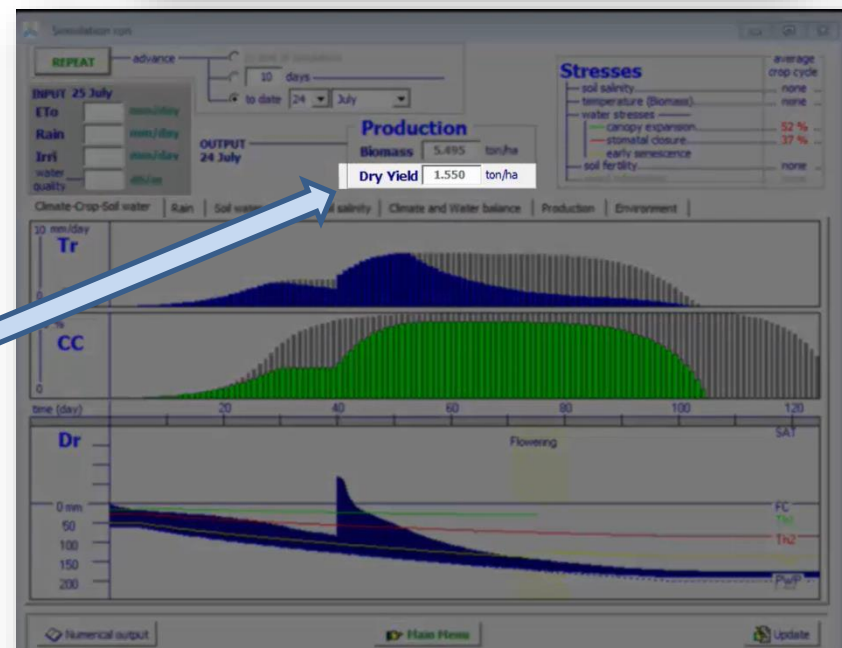 Simulation run
REPEAT
advance
10 days
to date 24 July
INPUT 25 July
ETo mm/day
Rain mm/day
Irri mm/day
water quality dS/m
OUTPUT
24 July
Production
Biomass 5.495 ton/ha
Dry Yield 1.550 ton/ha
Stresses
average
crop cycle
soil salinity none
temperature (Biomass) none
water stresses
canopy expansion 52 %
stomatal closure 37 %
early senescence
soil fertility none
Climate-Crop-Soil water Rain Soil salinity Climate and Water balance Production Environment
10 mm/day
Tr
0
%
CC
0
time (day) 20 40 60 80 100 120
Dr
Flowering
SAT
0 mm
FC
50
Th1
100
Th2
150
200
PWP
Numerical output
Main Menu
Update